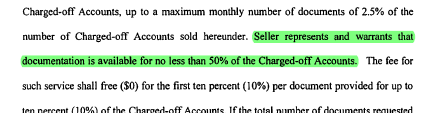 Charged-off Accounts, up to a maximum monthly number of documents of 2.5% of the
number of Charged-off Accounts sold hereunder. Seller represents and warrants that
documentation is available for no less than 50% of the Charged-off Accounts. The fee for
such service shall free ($0) for the first ten percent (10%) per document provided for up to
ten percent (10%) of the Charged-off Accounts. If the total number of documents requested